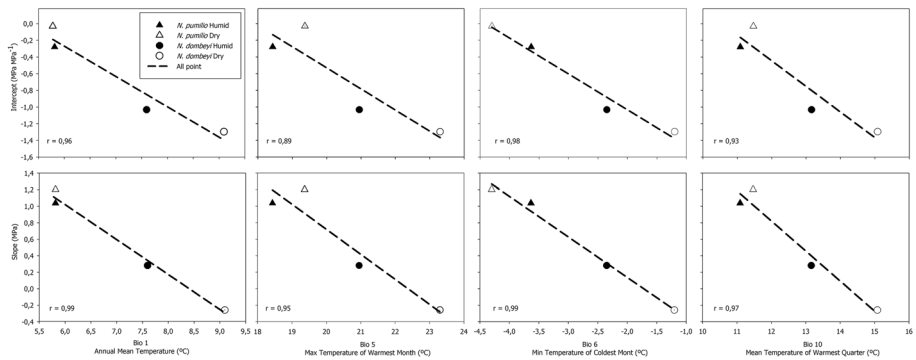 N. pumilio Humid
N. pumilio Dry
N. dombeyi Humid
N. dombeyi Dry
All point
Intercept (MPa MPa⁻¹)
0,0
-0,2
-0,4
-0,6
-0,8
-1,0
-1,2
-1,4
-1,6
r = 0,96
r = 0,89
r = 0,98
r = 0,93
Slope (MPa)
1,4
1,2
1,0
0,8
0,6
0,4
0,2
0,0
-0,2
-0,4
r = 0,99
r = 0,95
r = 0,99
r = 0,97
5,5 6,0 6,5 7,0 7,5 8,0 8,5 9,0 9,5
18 19 20 21 22 23 24
-4,5 -4,0 -3,5 -3,0 -2,5 -2,0 -1,5 -1,0
10 11 12 13 14 15 16
Bio 1
Annual Mean Temperature (ºC)
Bio 5
Max Temperature of Warmest Month (ºC)
Bio 6
Min Temperature of Coldest Mont (ºC)
Bio 10
Mean Temperature of Warmest Quarter (ºC)